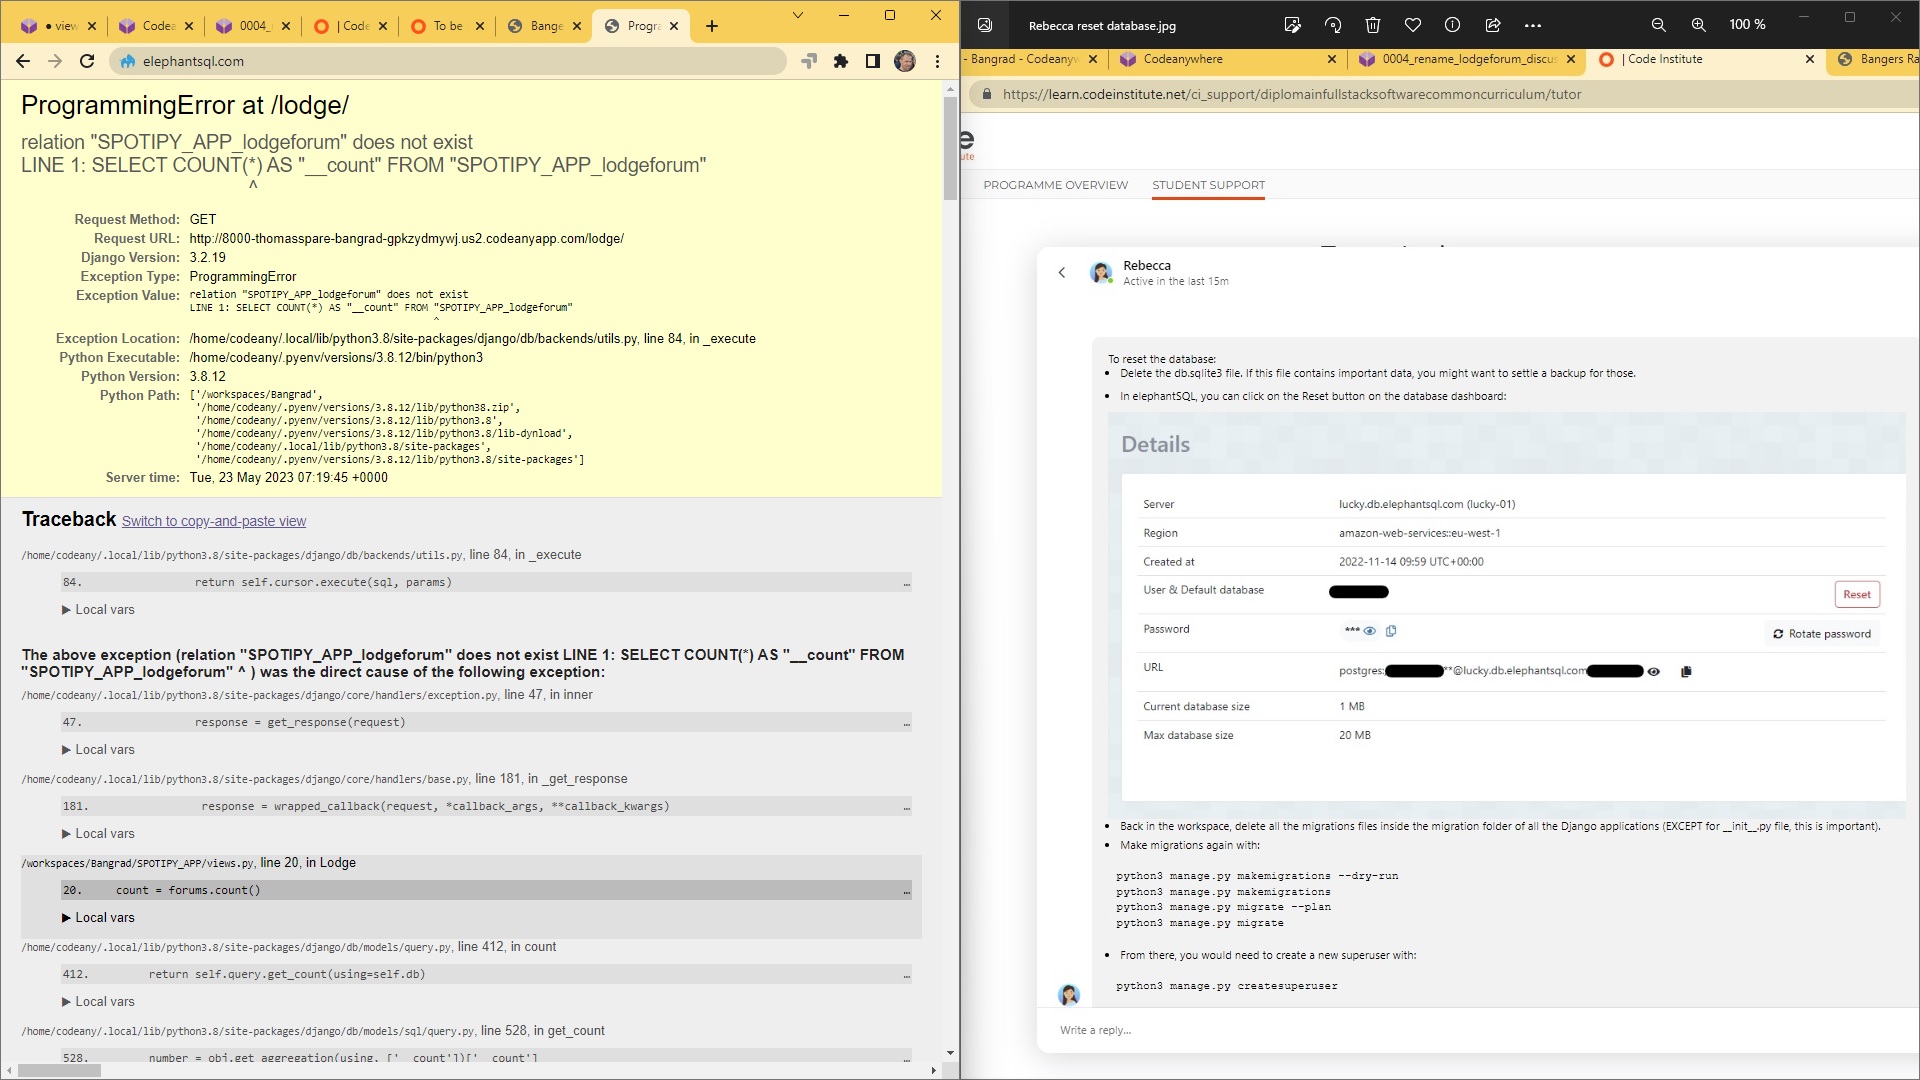 view
Codea
0004_
| Code
To be
Bange
Progra
elephantsql.com
ProgrammingError at /lodge/
relation "SPOTIPY_APP_lodgeforum" does not exist
LINE 1: SELECT COUNT(*) AS "__count" FROM "SPOTIPY_APP_lodgeforum"
^
Request Method: GET
Request URL: http://8000-thomasspare-bangrad-gpkzydmywj.us2.codeanyapp.com/lodge/
Django Version: 3.2.19
Exception Type: ProgrammingError
Exception Value: relation "SPOTIPY_APP_lodgeforum" does not exist
LINE 1: SELECT COUNT(*) AS "__count" FROM "SPOTIPY_APP_lodgeforum"
^
Exception Location: /home/codeany/.local/lib/python3.8/site-packages/django/db/backends/utils.py, line 84, in _execute
Python Executable: /home/codeany/.pyenv/versions/3.8.12/bin/python3
Python Version: 3.8.12
Python Path: ['/workspaces/Bangrad',
'/home/codeany/.pyenv/versions/3.8.12/lib/python38.zip',
'/home/codeany/.pyenv/versions/3.8.12/lib/python3.8',
'/home/codeany/.pyenv/versions/3.8.12/lib/python3.8/lib-dynload',
'/home/codeany/.local/lib/python3.8/site-packages',
'/home/codeany/.pyenv/versions/3.8.12/lib/python3.8/site-packages']
Server time: Tue, 23 May 2023 07:19:45 +0000
Traceback Switch to copy-and-paste view
/home/codeany/.local/lib/python3.8/site-packages/django/db/backends/utils.py, line 84, in _execute
84. return self.cursor.execute(sql, params) …
▶ Local vars
The above exception (relation "SPOTIPY_APP_lodgeforum" does not exist LINE 1: SELECT COUNT(*) AS "__count" FROM
"SPOTIPY_APP_lodgeforum" ^ ) was the direct cause of the following exception:
/home/codeany/.local/lib/python3.8/site-packages/django/core/handlers/exception.py, line 47, in inner
47. response = get_response(request) …
▶ Local vars
/home/codeany/.local/lib/python3.8/site-packages/django/core/handlers/base.py, line 181, in _get_response
181. response = wrapped_callback(request, *callback_args, **callback_kwargs) …
▶ Local vars
/workspaces/Bangrad/SPOTIPY_APP/views.py, line 20, in Lodge
20. count = forums.count() …
▶ Local vars
/home/codeany/.local/lib/python3.8/site-packages/django/db/models/query.py, line 412, in count
412. return self.query.get_count(using=self.db) …
▶ Local vars
/home/codeany/.local/lib/python3.8/site-packages/django/db/models/sql/query.py, line 528, in get_count
528. number = obj.get_aggregation(using, ['__count'])['__count'] …
Rebecca reset database.jpg
100 %
- Bangrad - Codeanyw
Codeanywhere
0004_rename_lodgeforum_discus
| Code Institute
Bangers Ra
https://learn.codeinstitute.net/ci_support/diplomainfullstacksoftwarecommoncurriculum/tutor
e
ute
PROGRAMME OVERVIEW STUDENT SUPPORT
Rebecca
Active in the last 15m
To reset the database:
• Delete the db.sqlite3 file. If this file contains important data, you might want to settle a backup for those.
• In elephantSQL, you can click on the Reset button on the database dashboard:
Details
Server lucky.db.elephantsql.com (lucky-01)
Region amazon-web-services::eu-west-1
Created at 2022-11-14 09:59 UTC+00:00
User & Default database Reset
Password *** Rotate password
URL postgres: **@lucky.db.elephantsql.com
Current database size 1 MB
Max database size 20 MB
• Back in the workspace, delete all the migrations files inside the migration folder of all the Django applications (EXCEPT for __init__.py file, this is important).
• Make migrations again with:
python3 manage.py makemigrations --dry-run
python3 manage.py makemigrations
python3 manage.py migrate --plan
python3 manage.py migrate
• From there, you would need to create a new superuser with:
python3 manage.py createsuperuser
Write a reply...